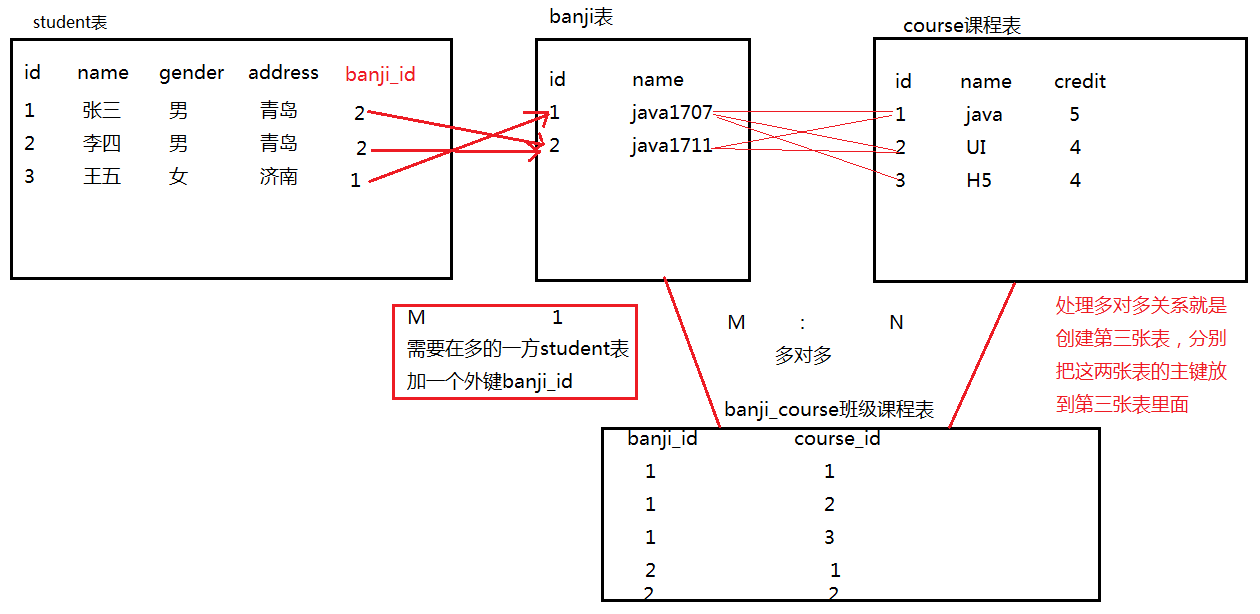 student表
id name gender address banji_id
1 张三 男 青岛 2
2 李四 男 青岛 2
3 王五 女 济南 1
banji表
id name
1 java1707
2 java1711
course课程表
id name credit
1 java 5
2 UI 4
3 H5 4
M 1
需要在多的一方student表
加一个外键banji_id
M : N
多对多
处理多对多关系就是
创建第三张表，分别
把这两张表的主键放
到第三张表里面
banji_course班级课程表
banji_id course_id
1 1
1 2
1 3
2 1
2 2